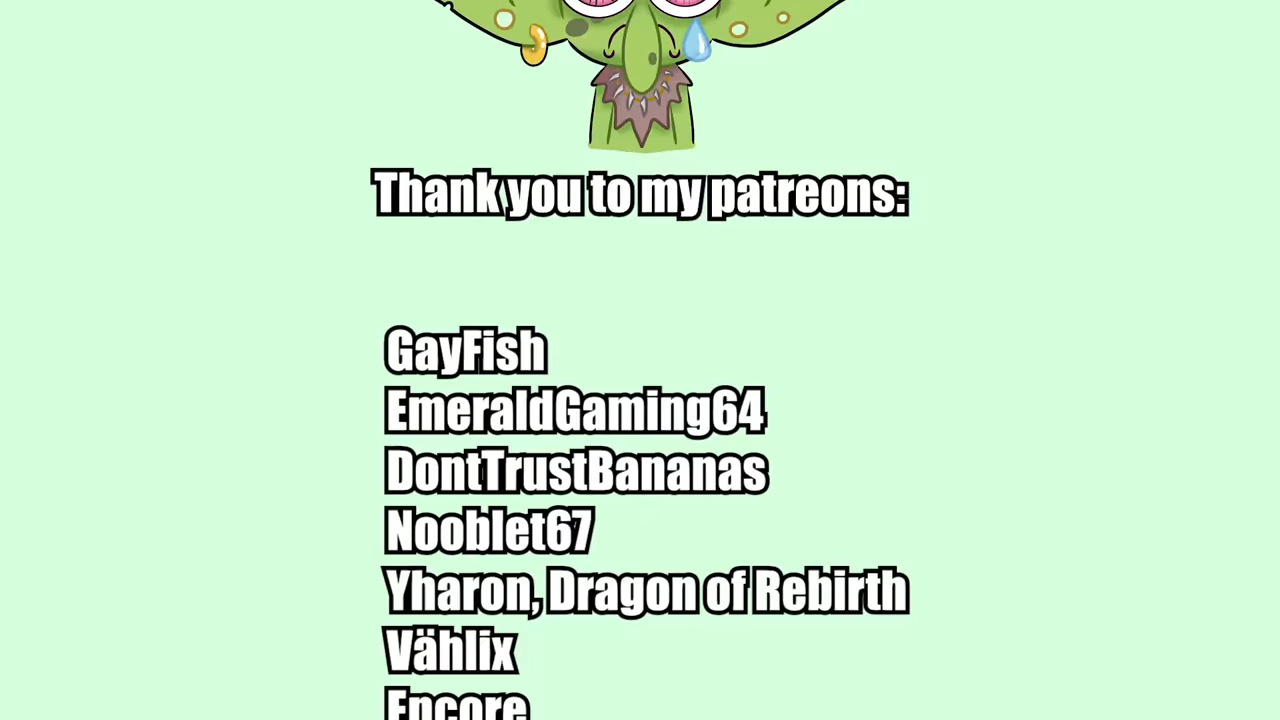 Thank you to my patreons:
GayFish
EmeraldGaming64
DontTrustBananas
Nooblet67
Yharon, Dragon of Rebirth
Vählix
Encore